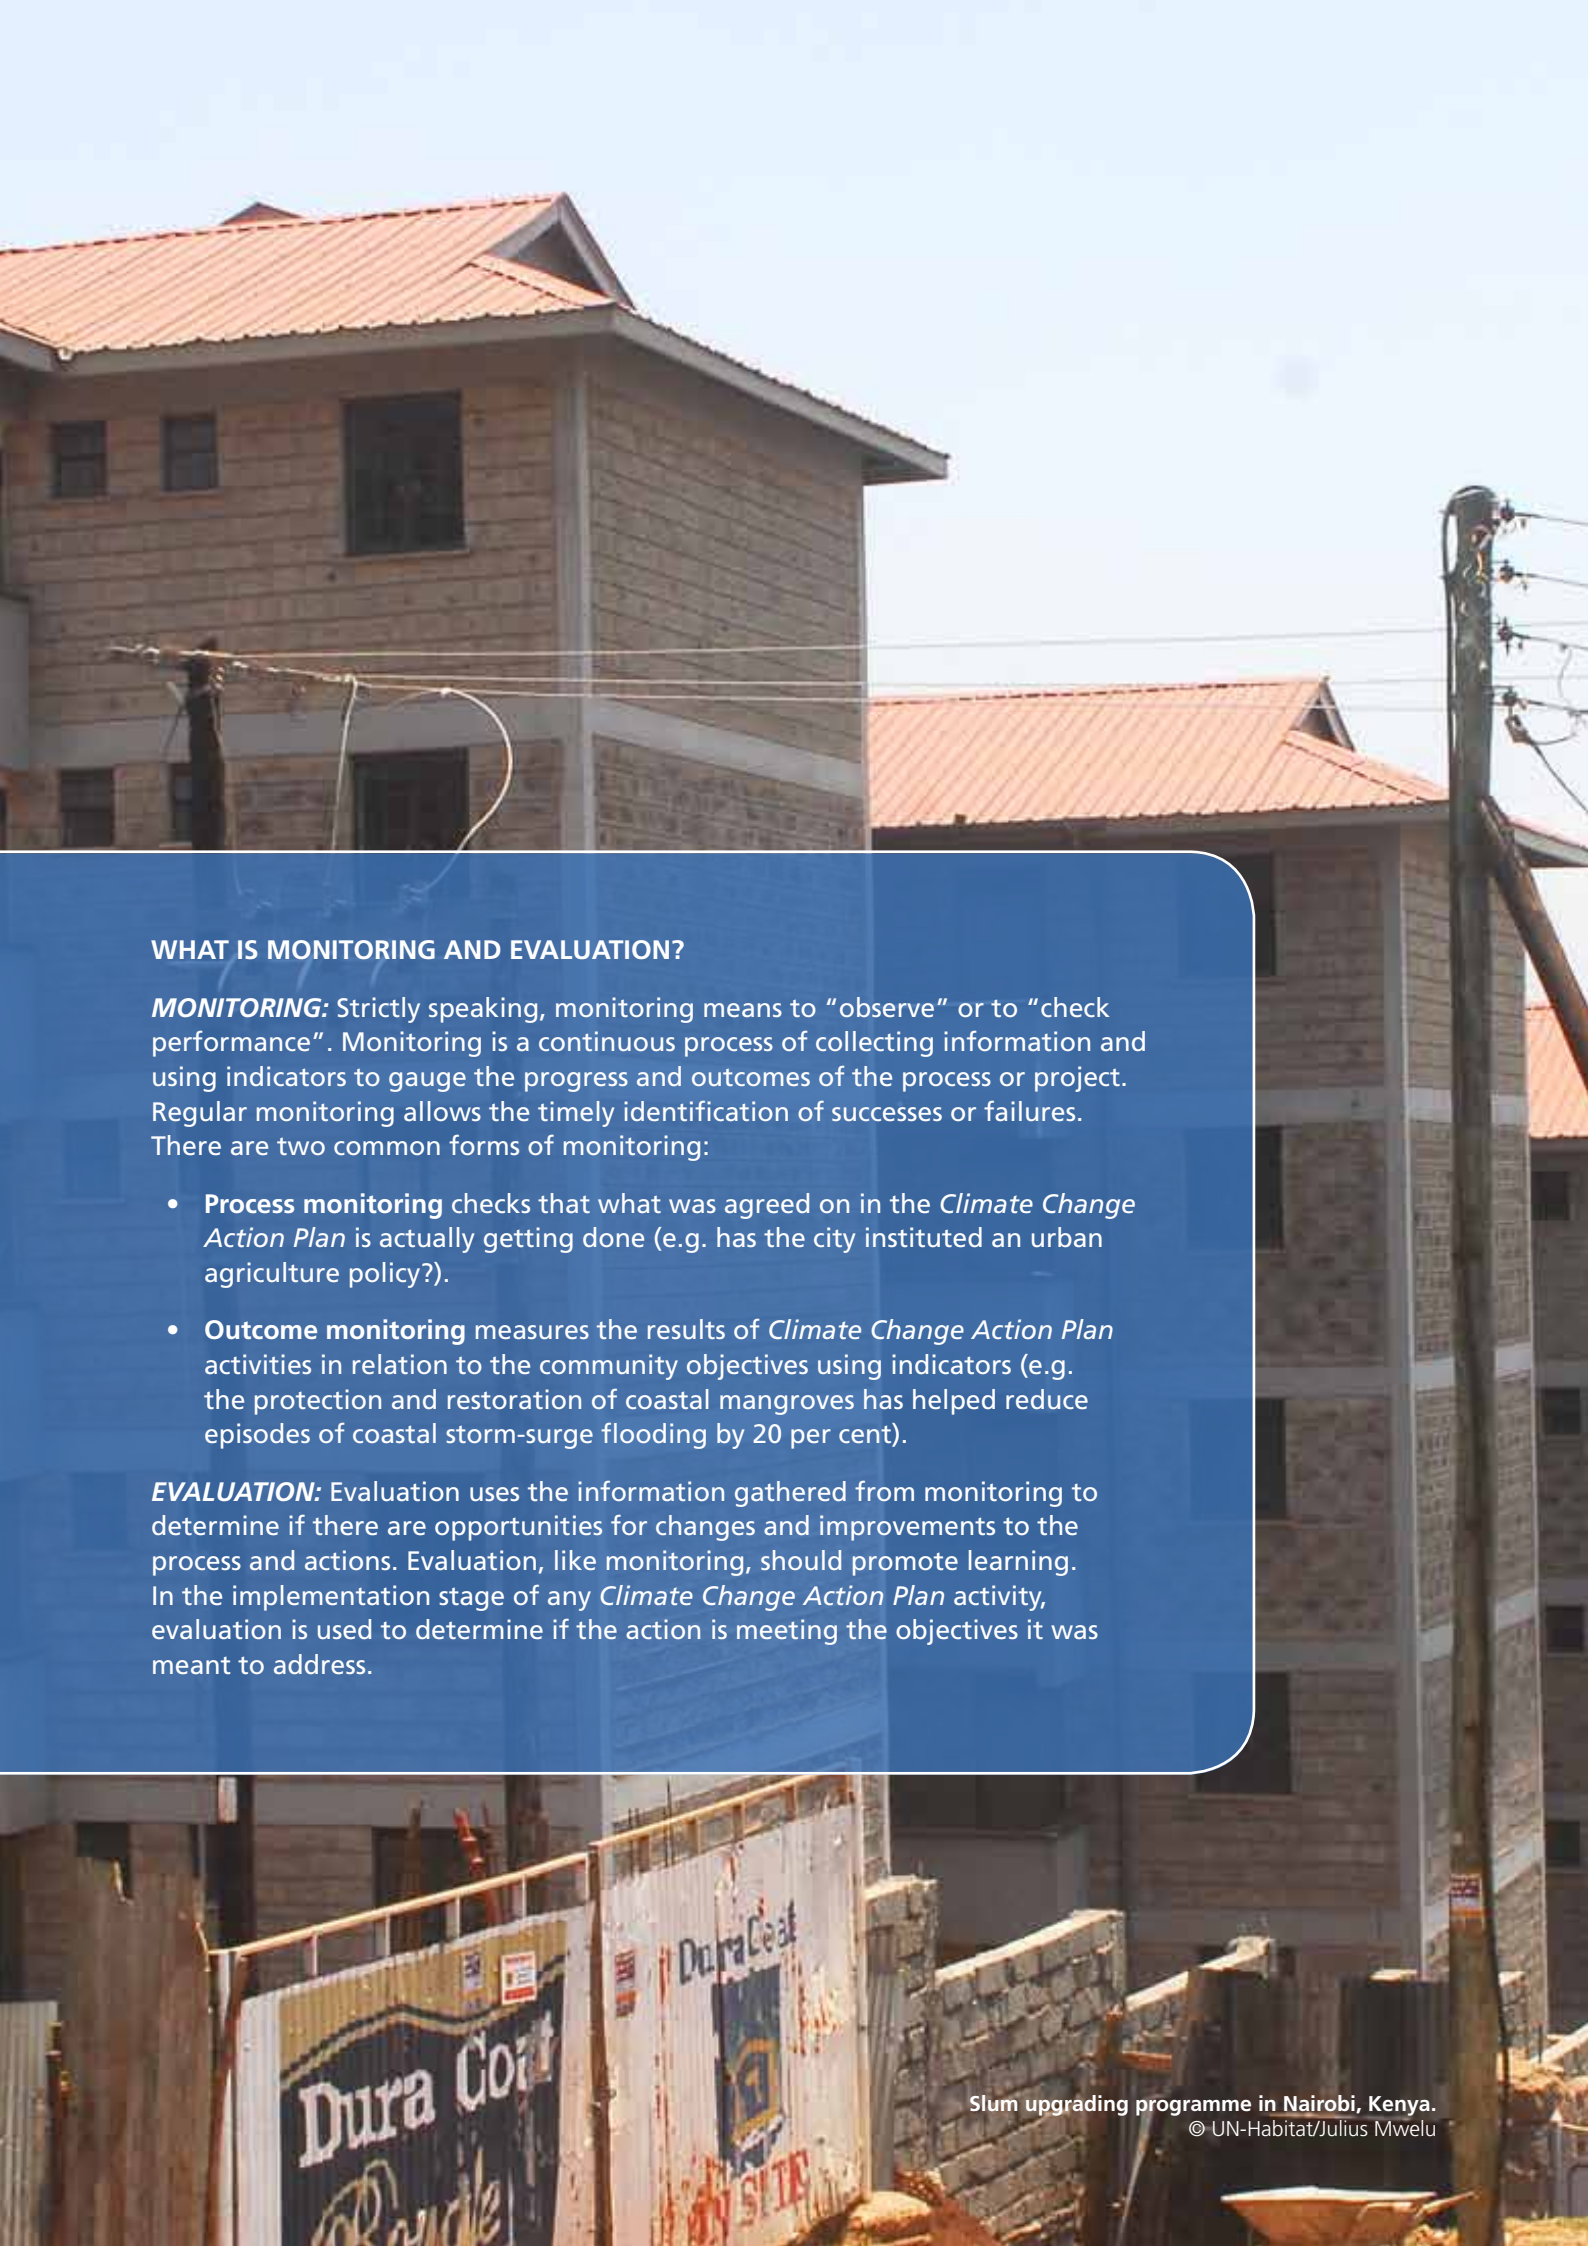 WHAT IS MONITORING AND EVALUATION?
MONITORING: Strictly speaking, monitoring means to “observe” or to “check
performance”. Monitoring is a continuous process of collecting information and
using indicators to gauge the progress and outcomes of the process or project.
Regular monitoring allows the timely identification of successes or failures.
There are two common forms of monitoring:
• Process monitoring checks that what was agreed on in the Climate Change
Action Plan is actually getting done (e.g. has the city instituted an urban
agriculture policy?).
• Outcome monitoring measures the results of Climate Change Action Plan
activities in relation to the community objectives using indicators (e.g.
the protection and restoration of coastal mangroves has helped reduce
episodes of coastal storm-surge flooding by 20 per cent).
EVALUATION: Evaluation uses the information gathered from monitoring to
determine if there are opportunities for changes and improvements to the
process and actions. Evaluation, like monitoring, should promote learning.
In the implementation stage of any Climate Change Action Plan activity,
evaluation is used to determine if the action is meeting the objectives it was
meant to address.
DuraCoat
Dura Coat
Slum upgrading programme in Nairobi, Kenya.
© UN-Habitat/Julius Mwelu